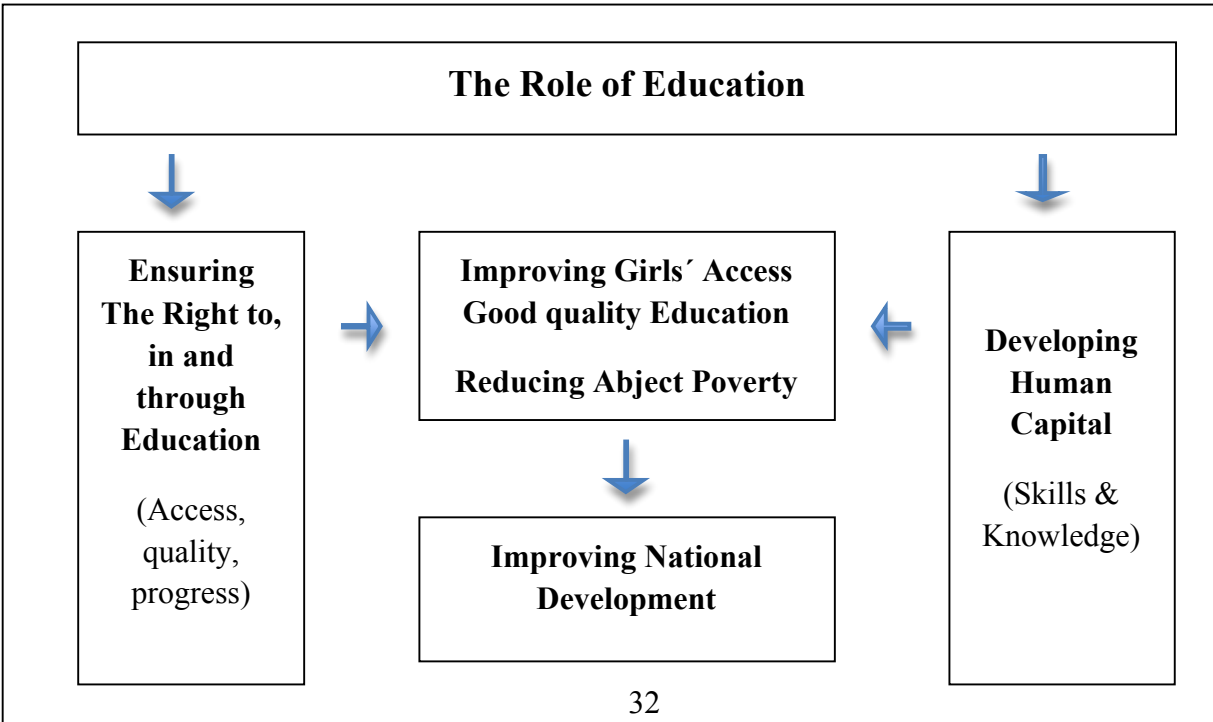 The Role of Education
Ensuring
The Right to,
in and
through
Education
(Access,
quality,
progress)
Improving Girls´ Access
Good quality Education
Reducing Abject Poverty
Improving National
Development
Developing
Human
Capital
(Skills &
Knowledge)
32